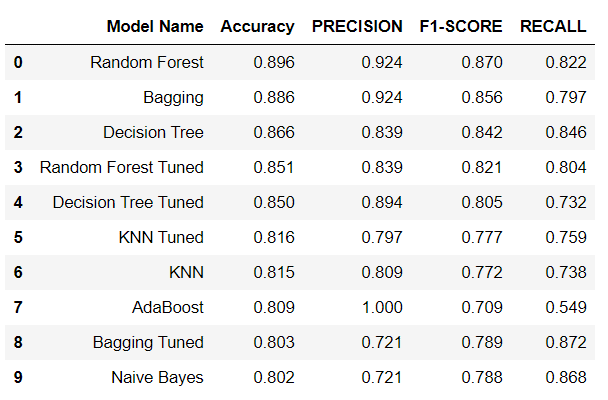 Model Name Accuracy PRECISION F1-SCORE RECALL
0 Random Forest 0.896 0.924 0.870 0.822
1 Bagging 0.886 0.924 0.856 0.797
2 Decision Tree 0.866 0.839 0.842 0.846
3 Random Forest Tuned 0.851 0.839 0.821 0.804
4 Decision Tree Tuned 0.850 0.894 0.805 0.732
5 KNN Tuned 0.816 0.797 0.777 0.759
6 KNN 0.815 0.809 0.772 0.738
7 AdaBoost 0.809 1.000 0.709 0.549
8 Bagging Tuned 0.803 0.721 0.789 0.872
9 Naive Bayes 0.802 0.721 0.788 0.868